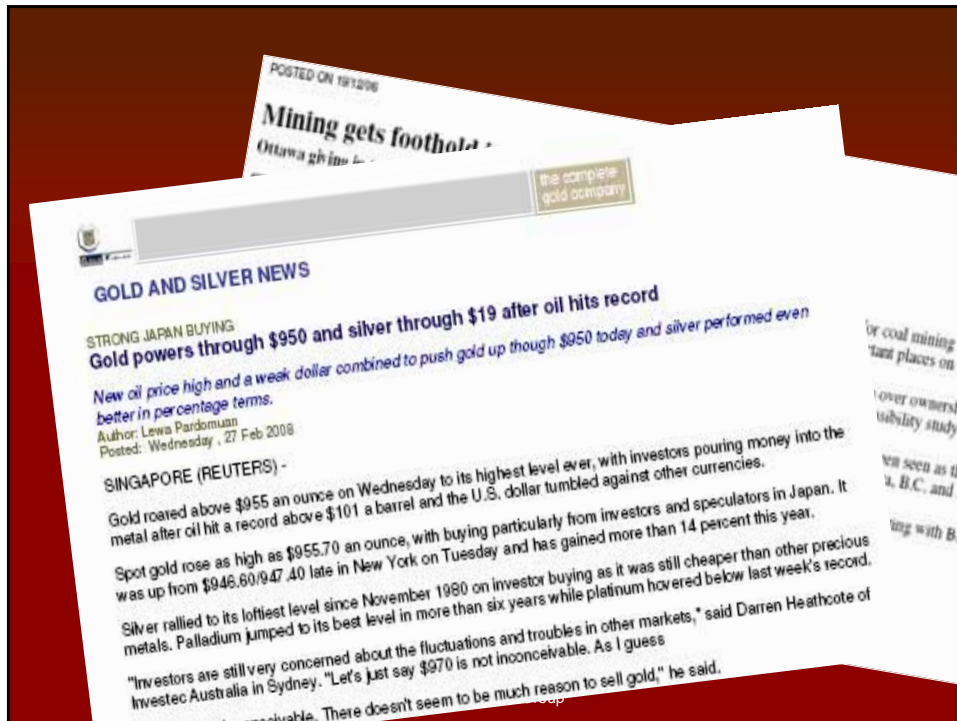 POSTED ON 19/12/06
Mining gets foothold
Ottawa giving
the complete
gold company
GOLD AND SILVER NEWS
STRONG JAPAN BUYING
Gold powers through $950 and silver through $19 after oil hits record
New oil price high and a weak dollar combined to push gold up though $950 today and silver performed even
better in percentage terms.
Author: Lewa Pardomuan
Posted: Wednesday , 27 Feb 2008
SINGAPORE (REUTERS) -
Gold roared above $955 an ounce on Wednesday to its highest level ever, with investors pouring money into the
metal after oil hit a record above $101 a barrel and the U.S. dollar tumbled against other currencies.
Spot gold rose as high as $955.70 an ounce, with buying particularly from investors and speculators in Japan. It
was up from $946.60/947.40 late in New York on Tuesday and has gained more than 14 percent this year.
Silver rallied to its loftiest level since November 1980 on investor buying as it was still cheaper than other precious
metals. Palladium jumped to its best level in more than six years while platinum hovered below last week's record.
"Investors are still very concerned about the fluctuations and troubles in other markets," said Darren Heathcote of
Investec Australia in Sydney. "Let's just say $970 is not inconceivable. As I guess
There doesn't seem to be much reason to sell gold," he said.
or coal mining
tant places on
over owners
sibility study
en seen as t
B.C. and
ing with B.